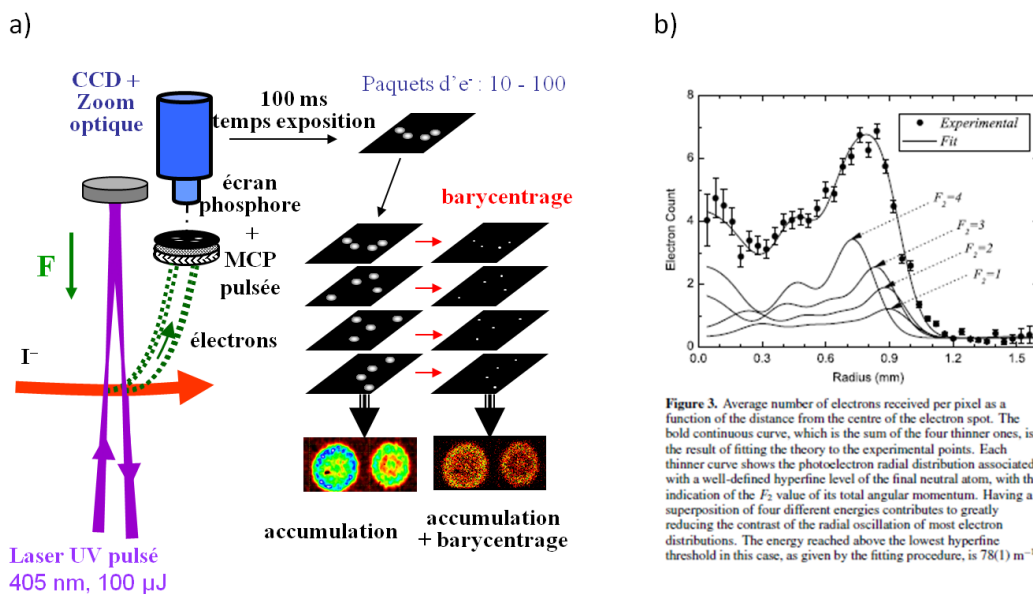 a)
CCD +
Zoom
optique
100 ms
temps exposition
Paquets d'e- : 10 - 100
écran
phosphore
+
MCP
pulsée
F
électrons
I–
barycentrage
accumulation
accumulation
+ barycentrage
Laser UV pulsé
405 nm, 100 µJ
b)
8
6
4
2
0
Electron Count
Experimental
Fit
F2=4
F2=3
F2=2
F2=1
0.0
0.3
0.6
0.9
1.2
1.5
Radius (mm)
Figure 3. Average number of electrons received per pixel as a
function of the distance from the centre of the electron spot. The
bold continuous curve, which is the sum of the four thinner ones, is
the result of fitting the theory to the experimental points. Each
thinner curve shows the photoelectron radial distribution associated
with a well-defined hyperfine level of the final neutral atom, with th
indication of the F2 value of its total angular momentum. Having a
superposition of four different energies contributes to greatly
reducing the contrast of the radial oscillation of most electron
distributions. The energy reached above the lowest hyperfine
threshold in this case, as given by the fitting procedure, is 78(1) m